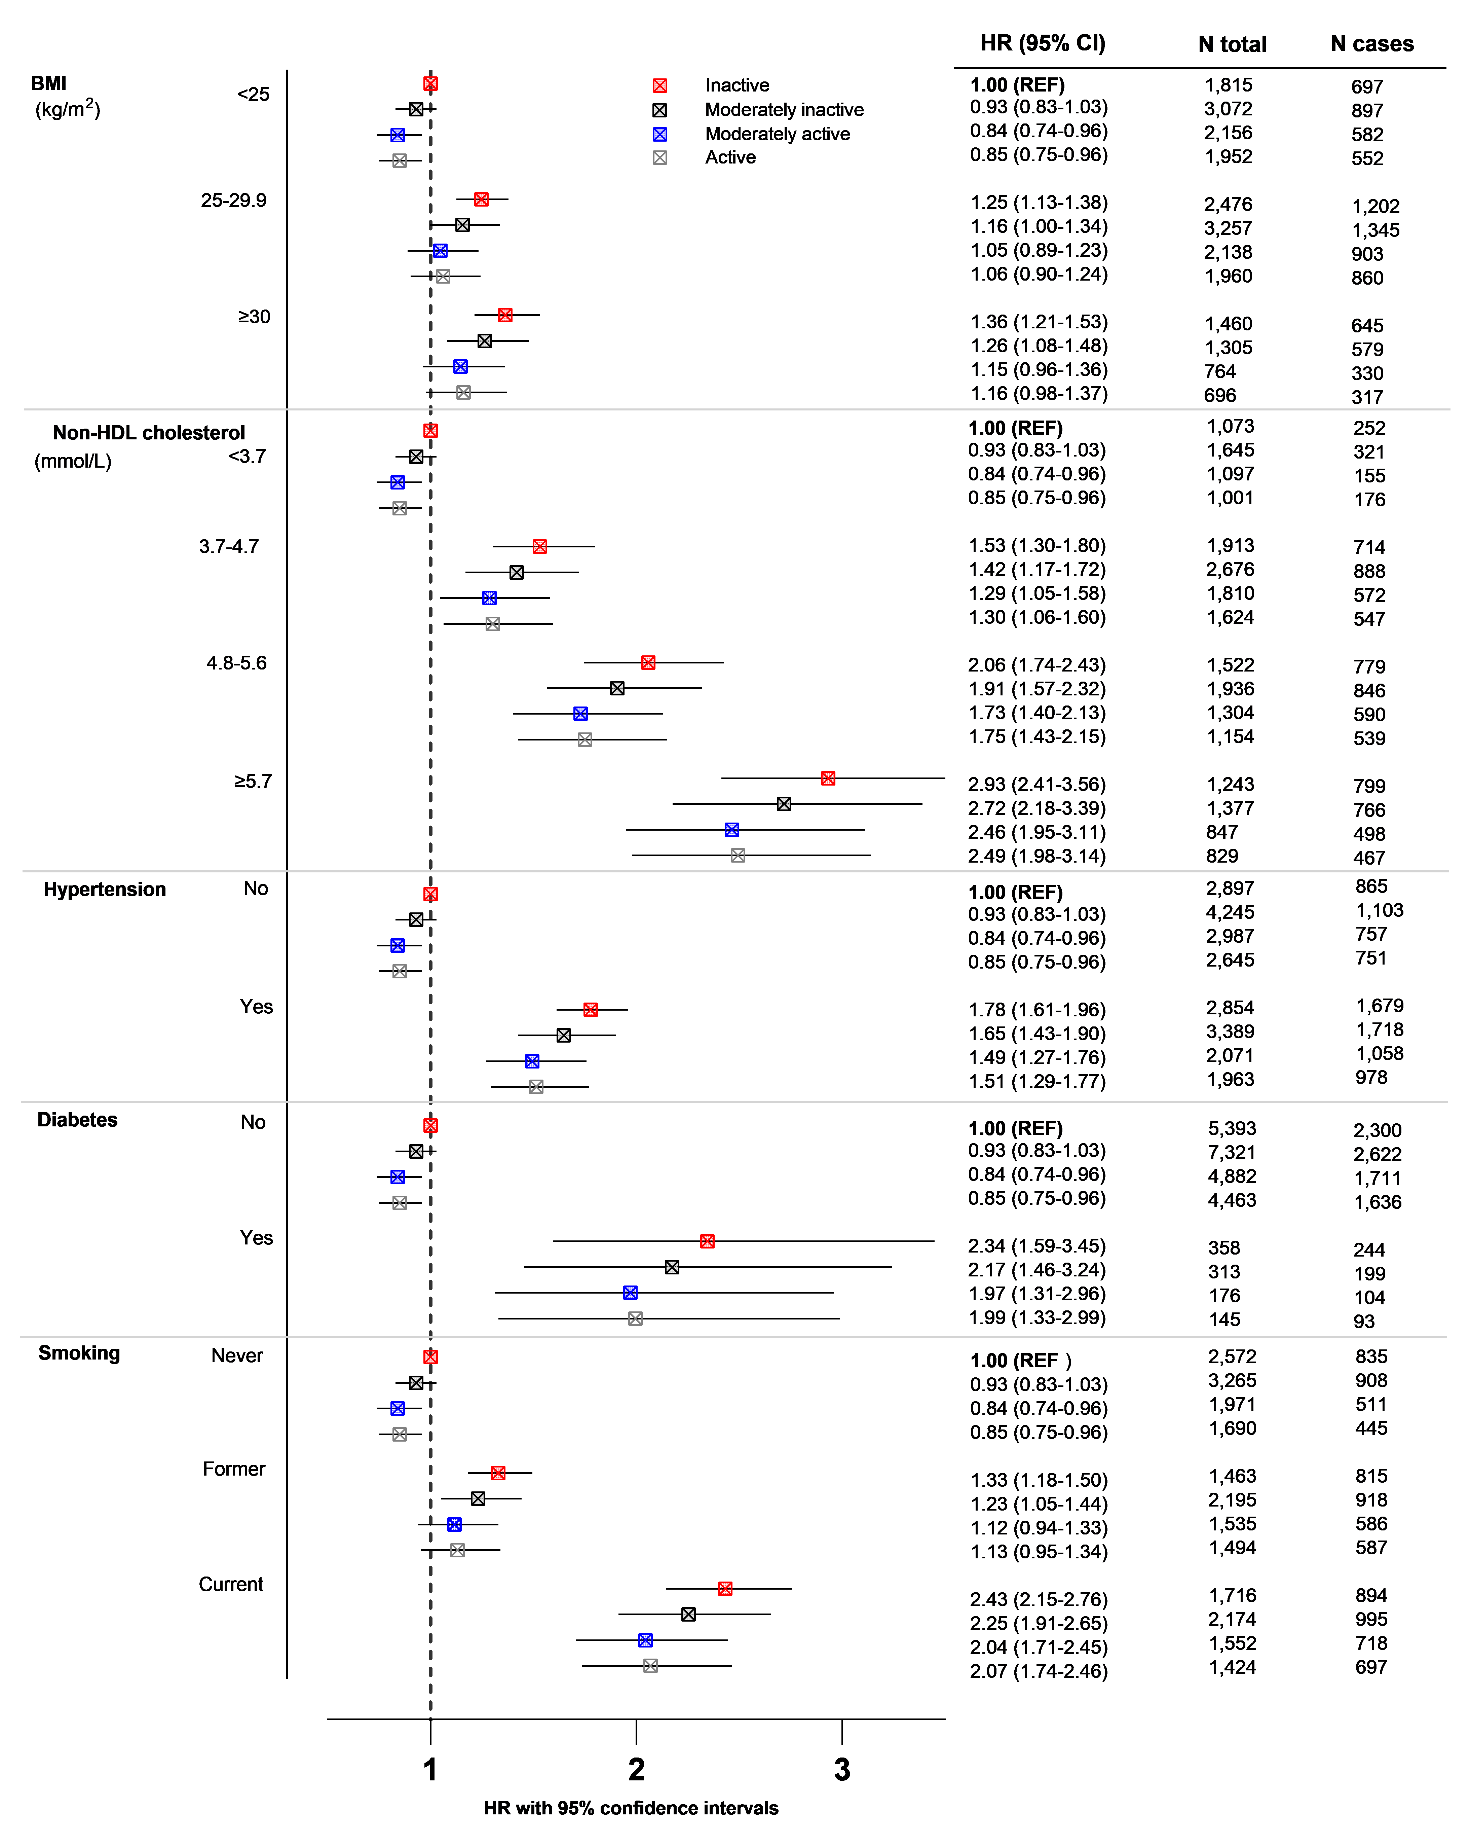 HR (95% CI) N total N cases
BMI <25 Inactive 1.00 (REF) 1,815 697
(kg/m²) Moderately inactive 0.93 (0.83-1.03) 3,072 897
Moderately active 0.84 (0.74-0.96) 2,156 582
Active 0.85 (0.75-0.96) 1,952 552
25-29.9 1.25 (1.13-1.38) 2,476 1,202
1.16 (1.00-1.34) 3,257 1,345
1.05 (0.89-1.23) 2,138 903
1.06 (0.90-1.24) 1,960 860
≥30 1.36 (1.21-1.53) 1,460 645
1.26 (1.08-1.48) 1,305 579
1.15 (0.96-1.36) 764 330
1.16 (0.98-1.37) 696 317
Non-HDL cholesterol 1.00 (REF) 1,073 252
(mmol/L) <3.7 0.93 (0.83-1.03) 1,645 321
0.84 (0.74-0.96) 1,097 155
0.85 (0.75-0.96) 1,001 176
3.7-4.7 1.53 (1.30-1.80) 1,913 714
1.42 (1.17-1.72) 2,676 888
1.29 (1.05-1.58) 1,810 572
1.30 (1.06-1.60) 1,624 547
4.8-5.6 2.06 (1.74-2.43) 1,522 779
1.91 (1.57-2.32) 1,936 846
1.73 (1.40-2.13) 1,304 590
1.75 (1.43-2.15) 1,154 539
≥5.7 2.93 (2.41-3.56) 1,243 799
2.72 (2.18-3.39) 1,377 766
2.46 (1.95-3.11) 847 498
2.49 (1.98-3.14) 829 467
Hypertension No 1.00 (REF) 2,897 865
0.93 (0.83-1.03) 4,245 1,103
0.84 (0.74-0.96) 2,987 757
0.85 (0.75-0.96) 2,645 751
Yes 1.78 (1.61-1.96) 2,854 1,679
1.65 (1.43-1.90) 3,389 1,718
1.49 (1.27-1.76) 2,071 1,058
1.51 (1.29-1.77) 1,963 978
Diabetes No 1.00 (REF) 5,393 2,300
0.93 (0.83-1.03) 7,321 2,622
0.84 (0.74-0.96) 4,882 1,711
0.85 (0.75-0.96) 4,463 1,636
Yes 2.34 (1.59-3.45) 358 244
2.17 (1.46-3.24) 313 199
1.97 (1.31-2.96) 176 104
1.99 (1.33-2.99) 145 93
Smoking Never 1.00 (REF ) 2,572 835
0.93 (0.83-1.03) 3,265 908
0.84 (0.74-0.96) 1,971 511
0.85 (0.75-0.96) 1,690 445
Former 1.33 (1.18-1.50) 1,463 815
1.23 (1.05-1.44) 2,195 918
1.12 (0.94-1.33) 1,535 586
1.13 (0.95-1.34) 1,494 587
Current 2.43 (2.15-2.76) 1,716 894
2.25 (1.91-2.65) 2,174 995
2.04 (1.71-2.45) 1,552 718
2.07 (1.74-2.46) 1,424 697
1 2 3
HR with 95% confidence intervals